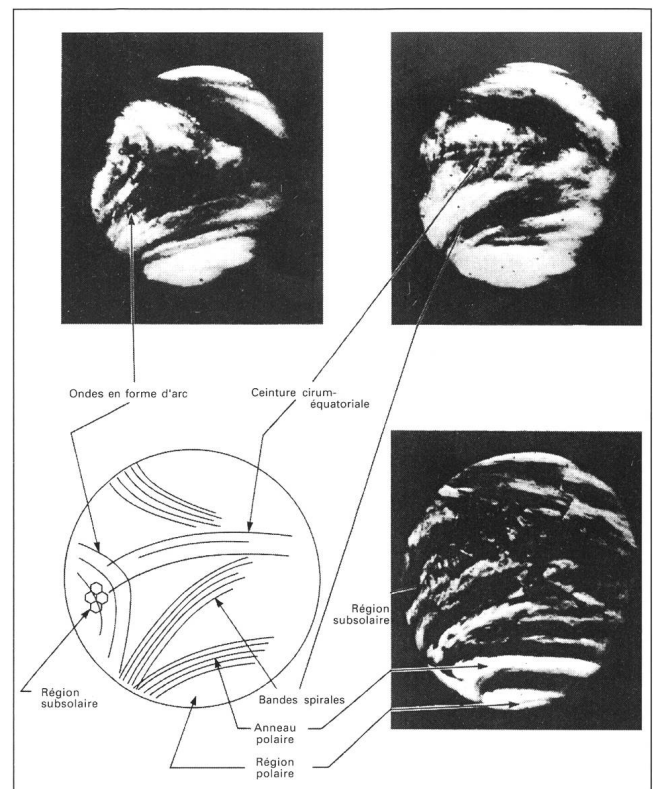 Ondes en forme d'arc
Ceinture cirum-
équatoriale
Région
subsolaire
Région
subsolaire
Bandes spirales
Anneau
polaire
Région
polaire